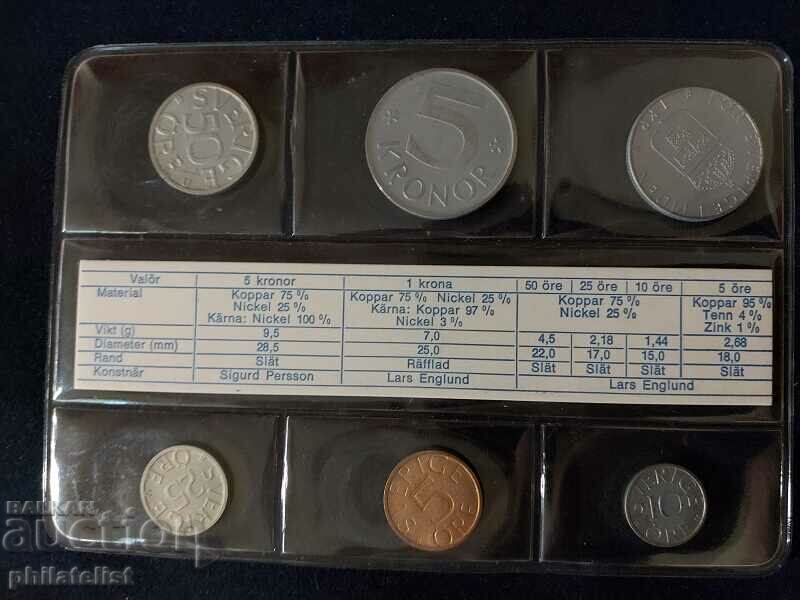 SVERIGE
50
ÖRE
U
5
KRONOR
I TIDEN
Valör 5 kronor 1 krona 50 öre 25 öre 10 öre 5 öre
Material Koppar 75 % Koppar 75 % Nickel 25 % Koppar 75 % Koppar 95 %
Nickel 25 % Kärna: Koppar 97 % Nickel 25 % Tenn 4 %
Kärna: Nickel 100 % Nickel 3 % Zink 1 %
Vikt (g) 9,5 7,0 4,5 2,18 1,44 2,68
Diameter (mm) 28,5 25,0 22,0 17,0 15,0 18,0
Rand Slät Räfflad Slät Slät Slät Slät
Konstnär Sigurd Persson Lars Englund Lars Englund
SVERIGE
25
ÖRE
SVERIGE
5
ÖRE
SVERIGE
10
ÖRE
BALKAN
auction
philatelist